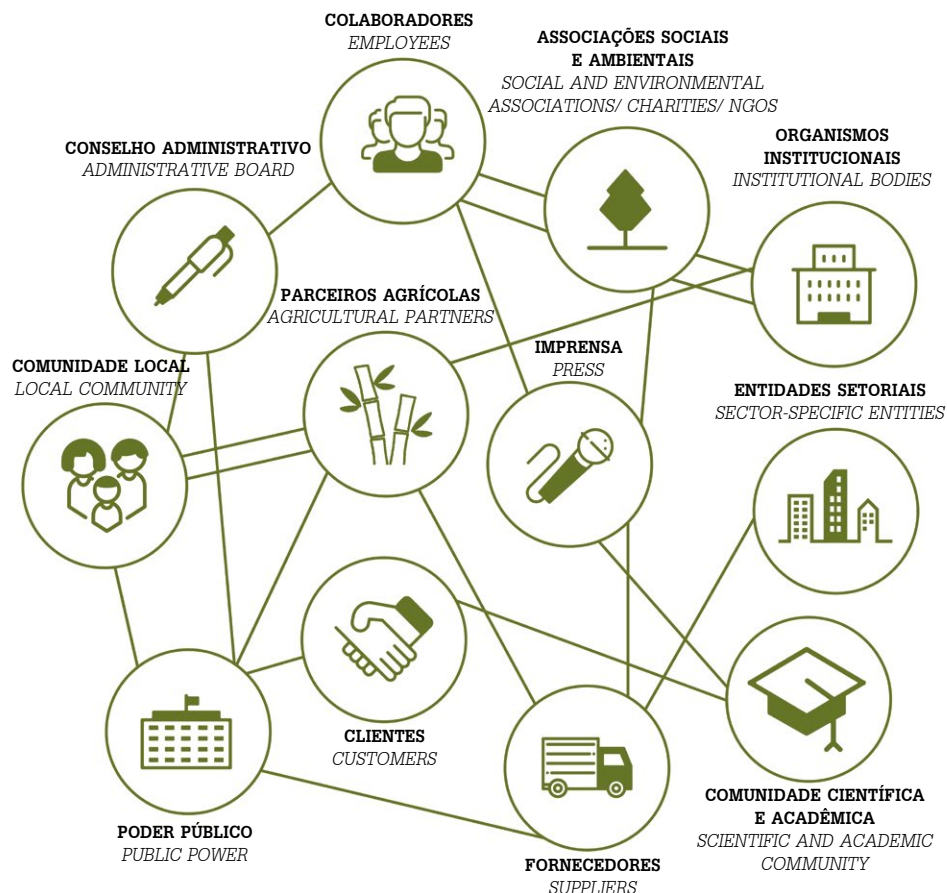 COLABORADORES
EMPLOYEES
ASSOCIAÇÕES SOCIAIS
E AMBIENTAIS
SOCIAL AND ENVIRONMENTAL
ASSOCIATIONS/ CHARITIES/ NGOS
ORGANISMOS
INSTITUCIONAIS
INSTITUTIONAL BODIES
CONSELHO ADMINISTRATIVO
ADMINISTRATIVE BOARD
PARCEIROS AGRÍCOLAS
AGRICULTURAL PARTNERS
IMPRENSA
PRESS
COMUNIDADE LOCAL
LOCAL COMMUNITY
ENTIDADES SETORIAIS
SECTOR-SPECIFIC ENTITIES
CLIENTES
CUSTOMERS
PODER PÚBLICO
PUBLIC POWER
FORNECEDORES
SUPPLIERS
COMUNIDADE CIENTÍFICA
E ACADÊMICA
SCIENTIFIC AND ACADEMIC
COMMUNITY